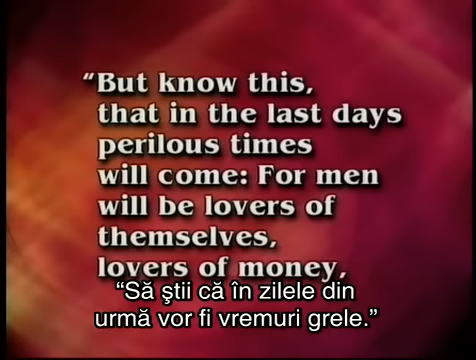 “But know this,
that in the last days
perilous times
will come: For men
will be lovers of
themselves,
lovers of money,
“Să ştii că în zilele din
urmă vor fi vremuri grele.”